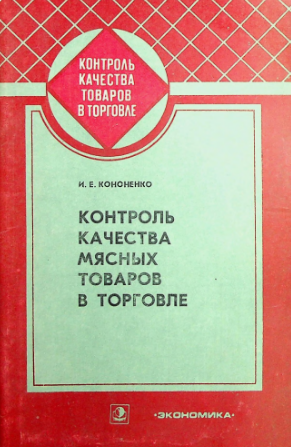 КОНТРОЛЬ
КАЧЕСТВА
ТОВАРОВ
В ТОРГОВЛЕ
И. Е. КОНОНЕНКО
КОНТРОЛЬ
КАЧЕСТВА
МЯСНЫХ
ТОВАРОВ
В ТОРГОВЛЕ
·ЭКОНОМИКА·